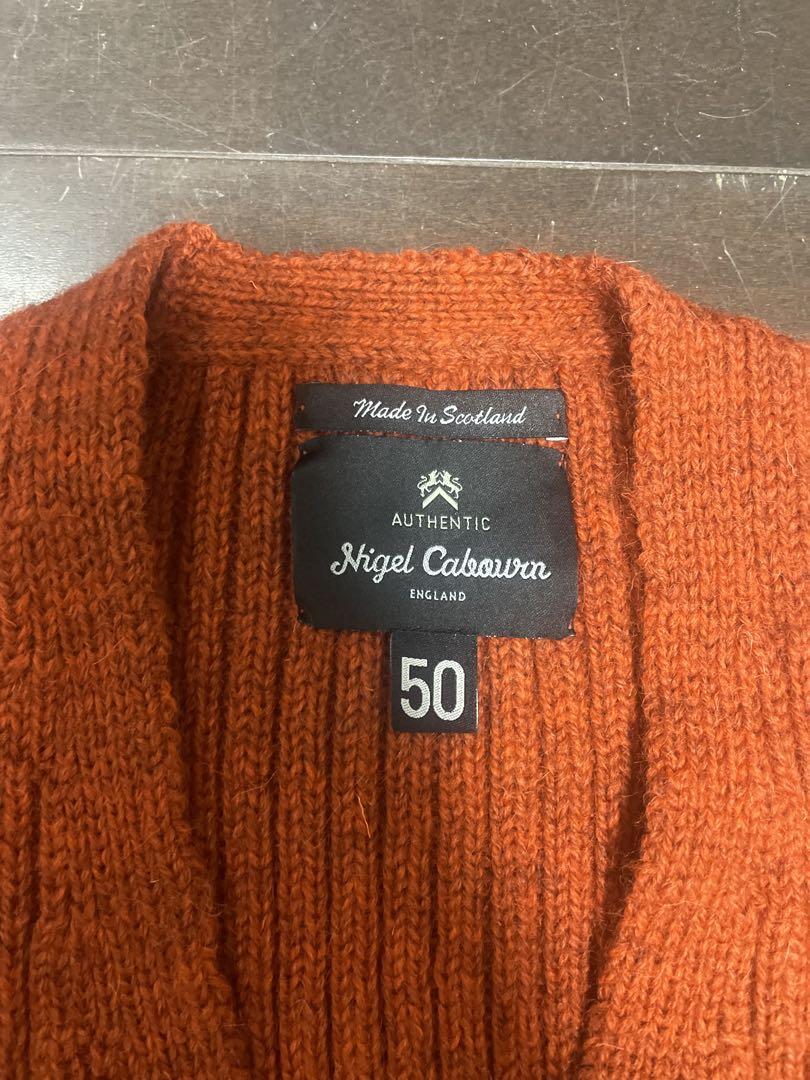 Made In Scotland
AUTHENTIC
Nigel Cabourn
ENGLAND
50